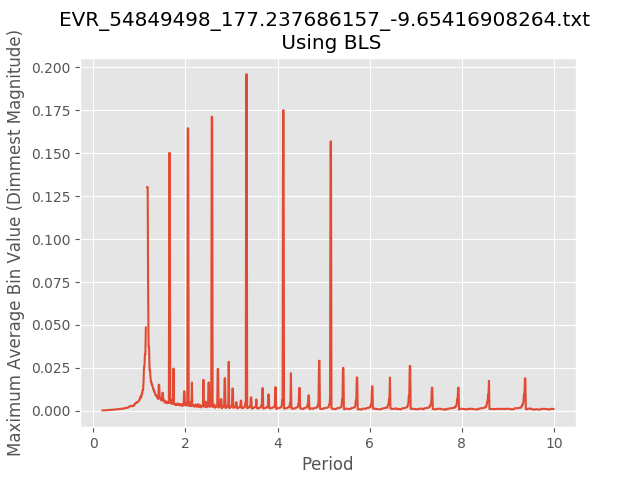 EVR_54849498_177.237686157_-9.65416908264.txt
Using BLS
Maximum Average Bin Value (Dimmest Magnitude)
0.200
0.175
0.150
0.125
0.100
0.075
0.050
0.025
0.000
0 2 4 6 8 10
Period